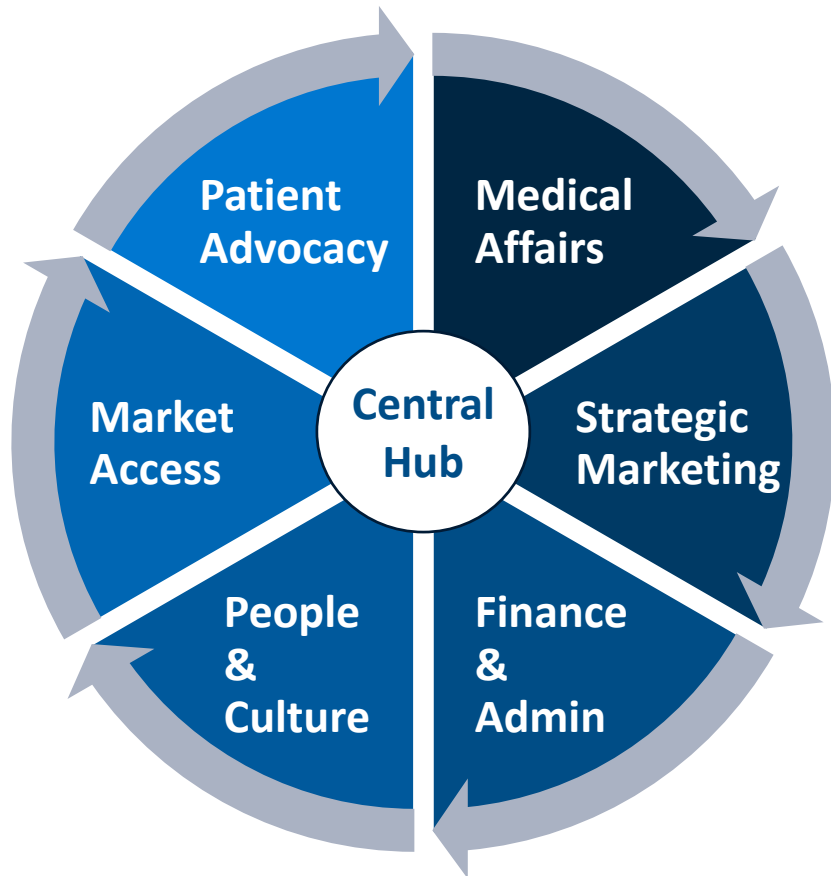 Patient
Advocacy
Medical
Affairs
Market
Access
Central
Hub
Strategic
Marketing
People
&
Culture
Finance
&
Admin